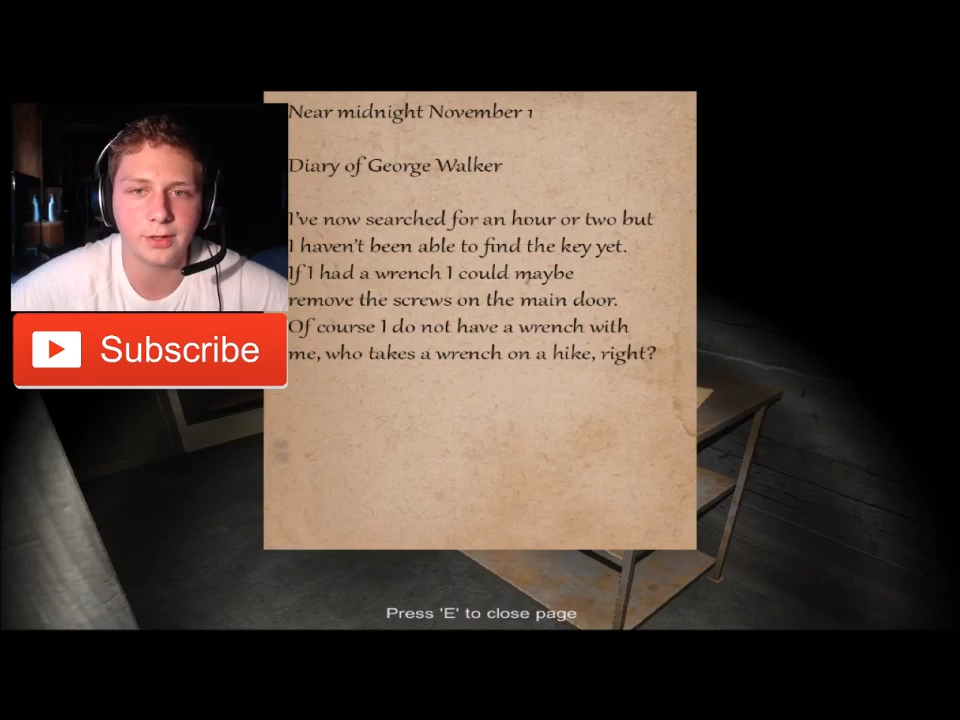 Near midnight November 1
Diary of George Walker
I've now searched for an hour or two but
I haven't been able to find the key yet.
If I had a wrench I could maybe
remove the screws on the main door.
Of course I do not have a wrench with
me, who takes a wrench on a hike, right?
Subscribe
Press 'E' to close page